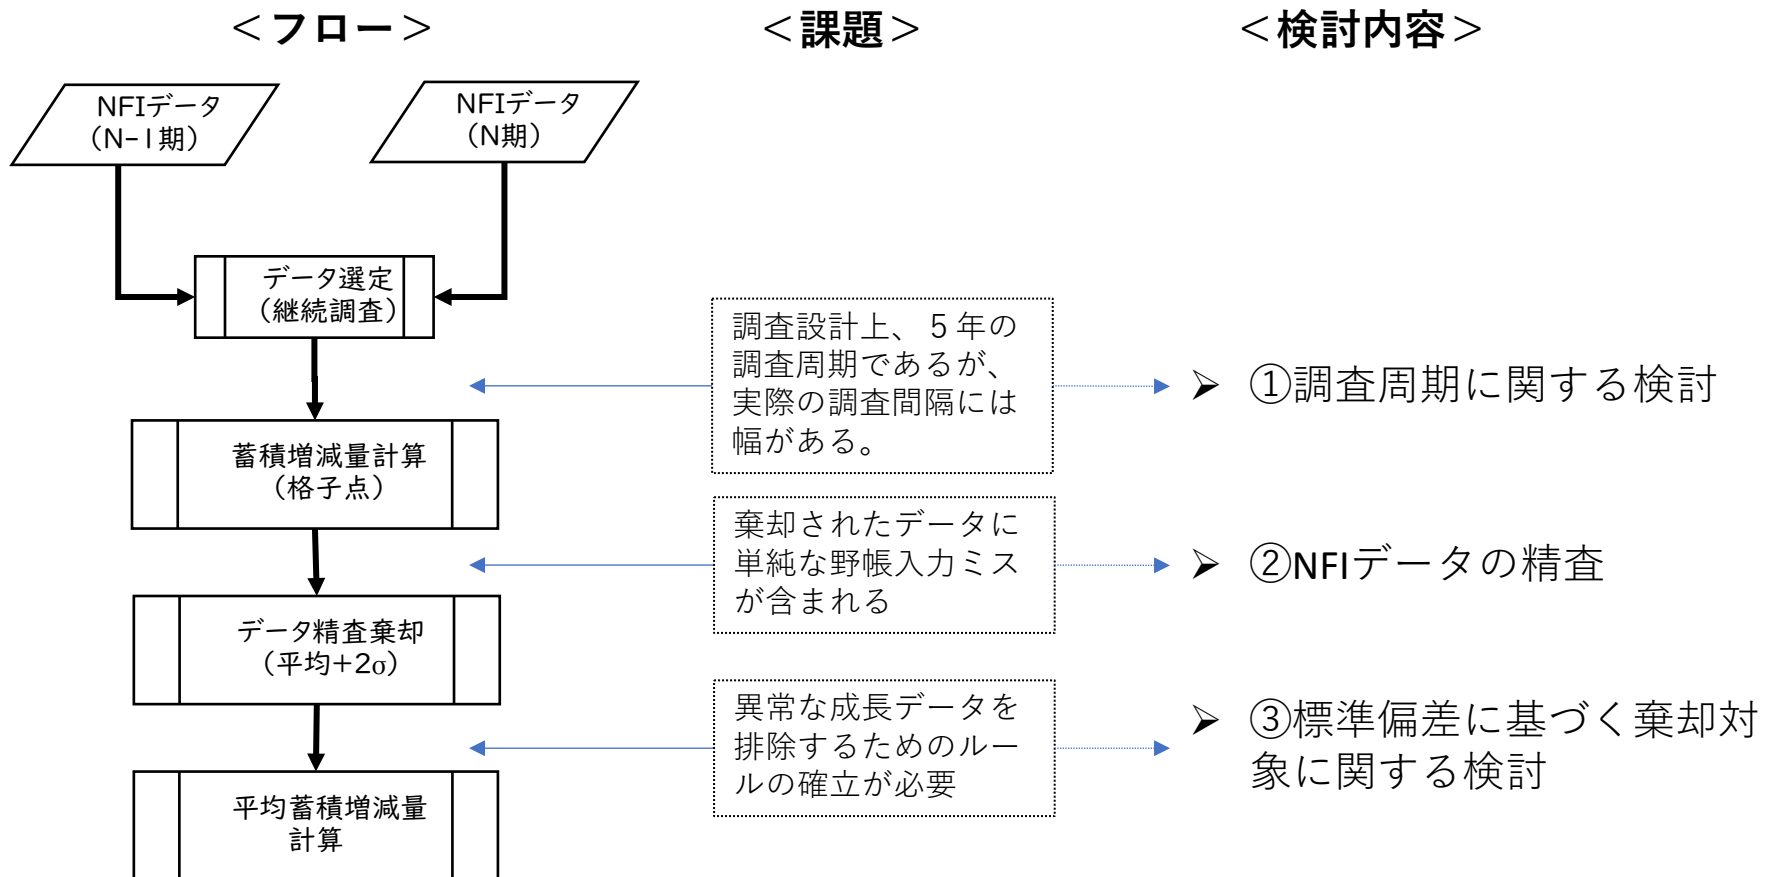 ＜フロー＞
＜課題＞
＜検討内容＞
NFIデータ
（N-1期）
NFIデータ
（N期）
データ選定
（継続調査）
調査設計上、５年の
調査周期であるが、
実際の調査間隔には
幅がある。
➢ ①調査周期に関する検討
蓄積増減量計算
（格子点）
棄却されたデータに
単純な野帳入力ミス
が含まれる
➢ ②NFIデータの精査
データ精査棄却
（平均+2σ）
異常な成長データを
排除するためのルー
ルの確立が必要
➢ ③標準偏差に基づく棄却対
象に関する検討
平均蓄積増減量
計算